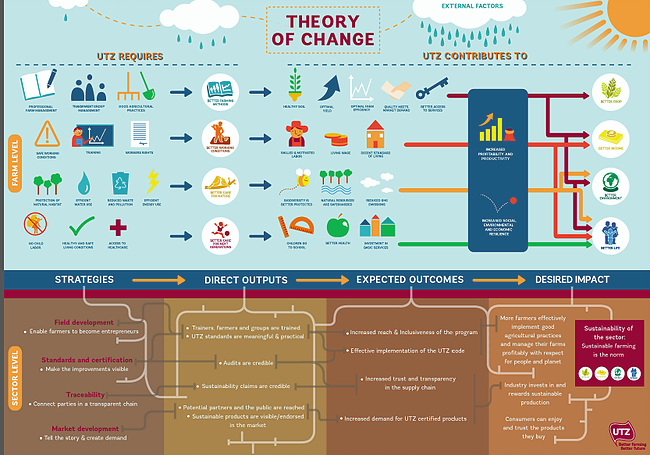 EXTERNAL FACTORS
THEORY
OF CHANGE
UTZ REQUIRES
UTZ CONTRIBUTES TO
FARM LEVEL
PROFESSIONAL
FARM MANAGEMENT
TRANSPARENT GROUP
MANAGEMENT
GOOD AGRICULTURAL
PRACTICES
BETTER FARMING
METHODS
HEALTHY SOIL
OPTIMAL
YIELD
OPTIMAL FARM
EFFICIENCY
QUALITY MEETS
MARKET DEMAND
BETTER ACCESS
TO SERVICES
BETTER CROP
SAFE WORKING
CONDITIONS
TRAINING
WORKERS RIGHTS
BETTER WORKING
CONDITIONS
SKILLED & MOTIVATED
LABOR
LIVING WAGE
DECENT STANDARD
OF LIVING
INCREASED
PROFITABILITY AND
PRODUCTIVITY
BETTER INCOME
PROTECTION OF
NATURAL HABITAT
EFFICIENT
WATER USE
REDUCED WASTE
AND POLLUTION
EFFICIENT
ENERGY USE
BETTER CARE
FOR NATURE
BIODIVERSITY IS
BETTER PROTECTED
NATURAL RESOURCES
ARE SAFEGUARDED
REDUCED GHG
EMISSIONS
BETTER
ENVIRONMENT
NO CHILD
LABOR
HEALTHY AND SAFE
LIVING CONDITIONS
ACCESS TO
HEALTHCARE
BETTER CARE
FOR NEXT
GENERATIONS
CHILDREN GO
TO SCHOOL
BETTER HEALTH
INVESTMENT IN
BASIC SERVICES
INCREASED SOCIAL,
ENVIRONMENTAL
AND ECONOMIC
RESILIENCE
BETTER LIFE
STRATEGIES
DIRECT OUTPUTS
EXPECTED OUTCOMES
DESIRED IMPACT
SECTOR LEVEL
Field development
• Enable farmers to become entrepreneurs
Standards and certification
• Make the improvements visible
Traceability
• Connect parties in a transparent chain
Market development
• Tell the story & create demand
• Trainers, farmers and groups are trained
• UTZ standards are meaningful & practical
• Audits are credible
• Sustainability claims are credible
• Potential partners and the public are reached
• Sustainable products are visible/endorsed
in the market
• Increased reach & Inclusiveness of the program
• Effective implementation of the UTZ code
• Increased trust and transparency
in the supply chain
• Increased demand for UTZ certified products
More farmers effectively
implement good
agricultural practices
and manage their farms
profitably with respect
for people and planet
Industry invests in and
rewards sustainable
production
Consumers can enjoy
and trust the products
they buy
Sustainability of
the sector:
Sustainable farming
is the norm
UTZ
Better farming
Better future